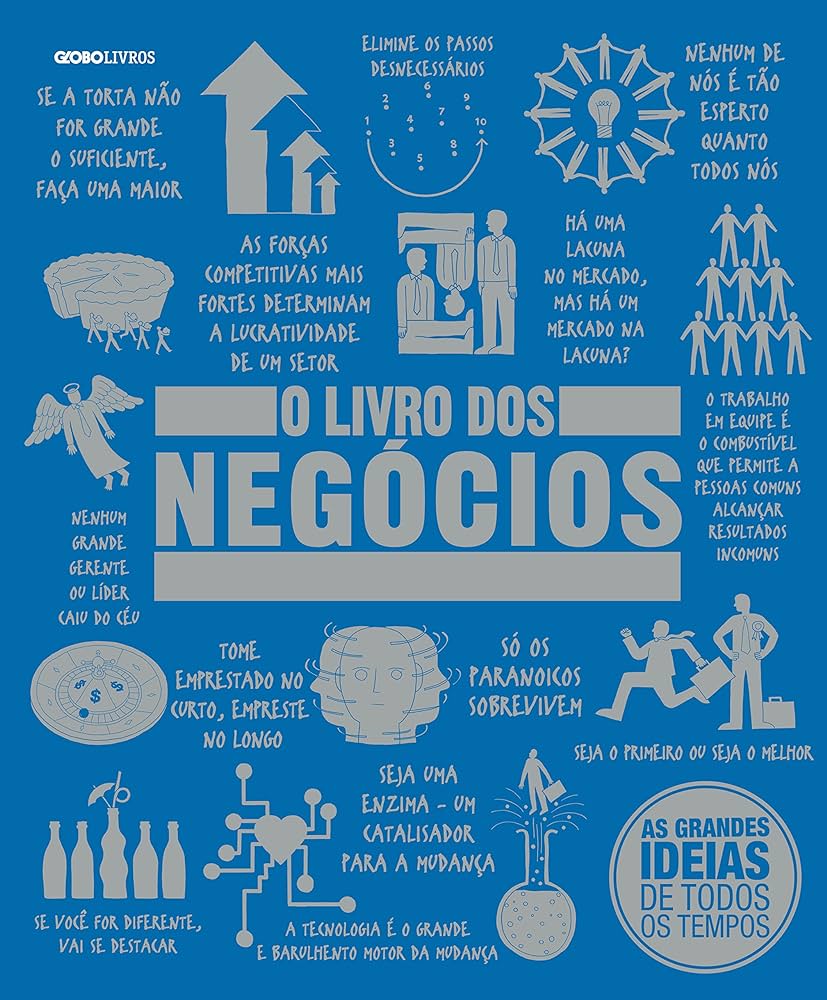 GLOBOLIVROS
SE A TORTA NÃO
FOR GRANDE
O SUFICIENTE,
FAÇA UMA MAIOR
ELIMINE OS PASSOS
DESNECESSÁRIOS
1 2 3 4 5 6 7 8 9 10
NENHUM DE
NÓS É TÃO
ESPERTO
QUANTO
TODOS NÓS
AS FORÇAS
COMPETITIVAS MAIS
FORTES DETERMINAM
A LUCRATIVIDADE
DE UM SETOR
HÁ UMA
LACUNA
NO MERCADO,
MAS HÁ UM
MERCADO NA
LACUNA?
O LIVRO DOS
NEGÓCIOS
O TRABALHO
EM EQUIPE É
O COMBUSTÍVEL
QUE PERMITE A
PESSOAS COMUNS
ALCANÇAR
RESULTADOS
INCOMUNS
NENHUM
GRANDE
GERENTE
OU LÍDER
CAIU DO CÉU
$ $ $
TOME
EMPRESTADO NO
CURTO, EMPRESTE
NO LONGO
SÓ OS
PARANOICOS
SOBREVIVEM
SEJA O PRIMEIRO OU SEJA O MELHOR
SE VOCÊ FOR DIFERENTE,
VAI SE DESTACAR
SEJA UMA
ENZIMA – UM
CATALISADOR
PARA A MUDANÇA
A TECNOLOGIA É O GRANDE
E BARULHENTO MOTOR DA MUDANÇA
AS GRANDES
IDEIAS
DE TODOS
OS TEMPOS